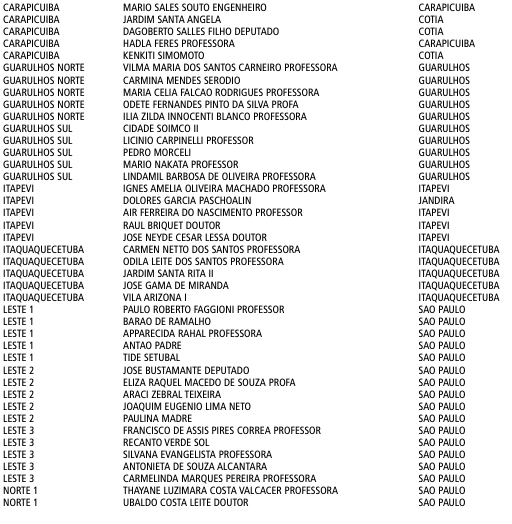 CARAPICUIBA MARIO SALES SOUTO ENGENHEIRO CARAPICUIBA
CARAPICUIBA JARDIM SANTA ANGELA COTIA
CARAPICUIBA DAGOBERTO SALLES FILHO DEPUTADO COTIA
CARAPICUIBA HADLA FERES PROFESSORA CARAPICUIBA
CARAPICUIBA KENKITI SIMOMOTO COTIA
GUARULHOS NORTE VILMA MARIA DOS SANTOS CARNEIRO PROFESSORA GUARULHOS
GUARULHOS NORTE CARMINA MENDES SERODIO GUARULHOS
GUARULHOS NORTE MARIA CELIA FALCAO RODRIGUES PROFESSORA GUARULHOS
GUARULHOS NORTE ODETE FERNANDES PINTO DA SILVA PROFA GUARULHOS
GUARULHOS NORTE ILIA ZILDA INNOCENTI BLANCO PROFESSORA GUARULHOS
GUARULHOS SUL CIDADE SOIMCO II GUARULHOS
GUARULHOS SUL LICINIO CARPINELLI PROFESSOR GUARULHOS
GUARULHOS SUL PEDRO MORCELI GUARULHOS
GUARULHOS SUL MARIO NAKATA PROFESSOR GUARULHOS
GUARULHOS SUL LINDAMIL BARBOSA DE OLIVEIRA PROFESSORA GUARULHOS
ITAPEVI IGNES AMELIA OLIVEIRA MACHADO PROFESSORA ITAPEVI
ITAPEVI DOLORES GARCIA PASCHOALIN JANDIRA
ITAPEVI AIR FERREIRA DO NASCIMENTO PROFESSOR ITAPEVI
ITAPEVI RAUL BRIQUET DOUTOR ITAPEVI
ITAPEVI JOSE NEYDE CESAR LESSA DOUTOR ITAPEVI
ITAQUAQUECETUBA CARMEN NETTO DOS SANTOS PROFESSORA ITAQUAQUECETUBA
ITAQUAQUECETUBA ODILA LEITE DOS SANTOS PROFESSORA ITAQUAQUECETUBA
ITAQUAQUECETUBA JARDIM SANTA RITA II ITAQUAQUECETUBA
ITAQUAQUECETUBA JOSE GAMA DE MIRANDA ITAQUAQUECETUBA
ITAQUAQUECETUBA VILA ARIZONA I ITAQUAQUECETUBA
LESTE 1 PAULO ROBERTO FAGGIONI PROFESSOR SAO PAULO
LESTE 1 BARAO DE RAMALHO SAO PAULO
LESTE 1 APPARECIDA RAHAL PROFESSORA SAO PAULO
LESTE 1 ANTAO PADRE SAO PAULO
LESTE 1 TIDE SETUBAL SAO PAULO
LESTE 2 JOSE BUSTAMANTE DEPUTADO SAO PAULO
LESTE 2 ELIZA RAQUEL MACEDO DE SOUZA PROFA SAO PAULO
LESTE 2 ARACI ZEBRAL TEIXEIRA SAO PAULO
LESTE 2 JOAQUIM EUGENIO LIMA NETO SAO PAULO
LESTE 2 PAULINA MADRE SAO PAULO
LESTE 3 FRANCISCO DE ASSIS PIRES CORREA PROFESSOR SAO PAULO
LESTE 3 RECANTO VERDE SOL SAO PAULO
LESTE 3 SILVANA EVANGELISTA PROFESSORA SAO PAULO
LESTE 3 ANTONIETA DE SOUZA ALCANTARA SAO PAULO
LESTE 3 CARMELINDA MARQUES PEREIRA PROFESSORA SAO PAULO
NORTE 1 THAYANE LUZIMARA COSTA VALCACER PROFESSORA SAO PAULO
NORTE 1 UBALDO COSTA LEITE DOUTOR SAO PAULO